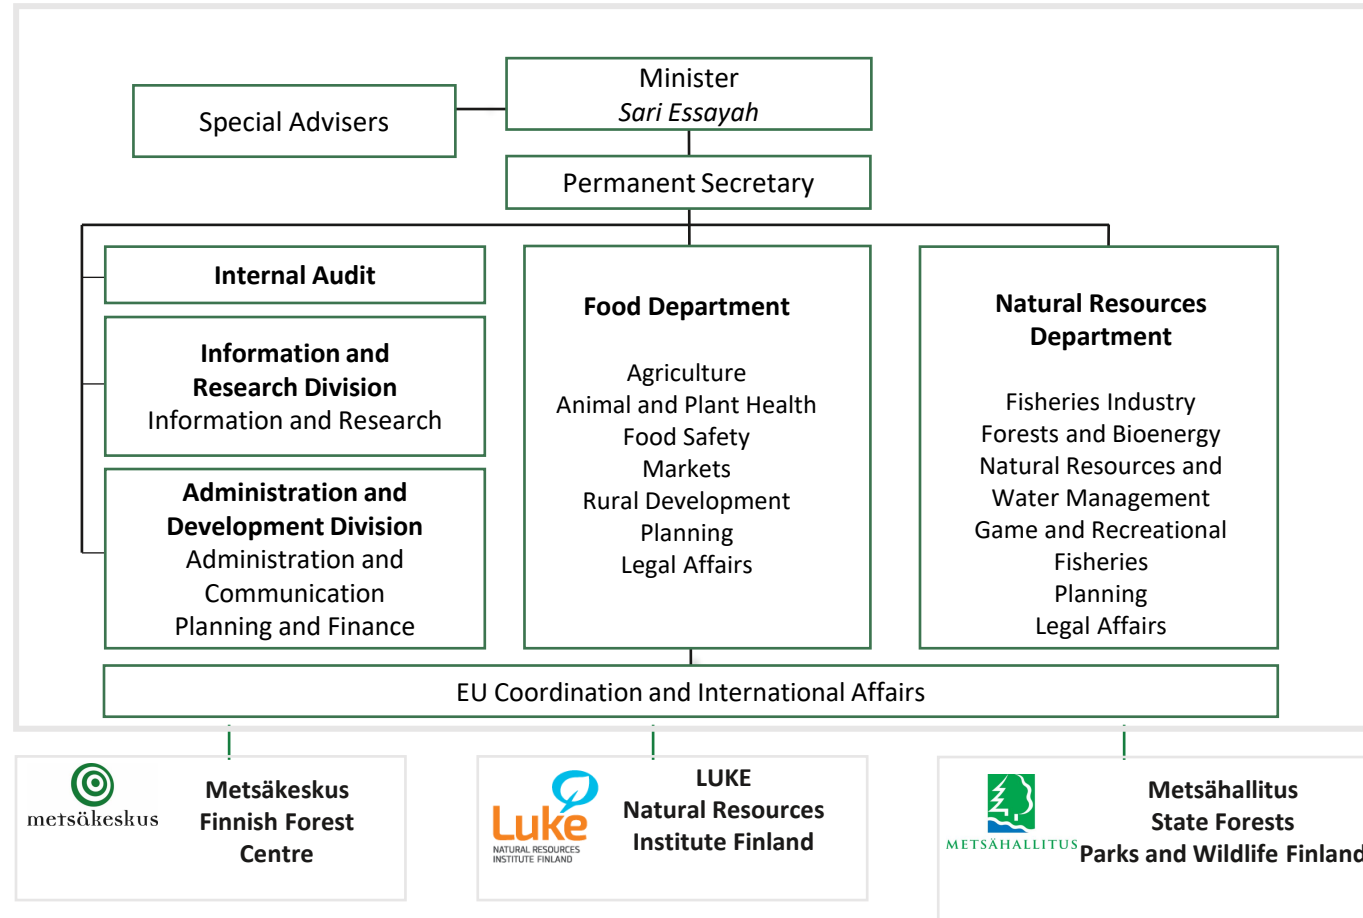 Minister
Sari Essayah
Special Advisers
Permanent Secretary
Internal Audit
Information and
Research Division
Information and Research
Administration and
Development Division
Administration and
Communication
Planning and Finance
Food Department
Agriculture
Animal and Plant Health
Food Safety
Markets
Rural Development
Planning
Legal Affairs
Natural Resources
Department
Fisheries Industry
Forests and Bioenergy
Natural Resources and
Water Management
Game and Recreational
Fisheries
Planning
Legal Affairs
EU Coordination and International Affairs
metsäkeskus
Metsäkeskus
Finnish Forest
Centre
Luke
NATURAL RESOURCES
INSTITUTE FINLAND
LUKE
Natural Resources
Institute Finland
METSÄHALLITUS
Metsähallitus
State Forests
Parks and Wildlife Finland